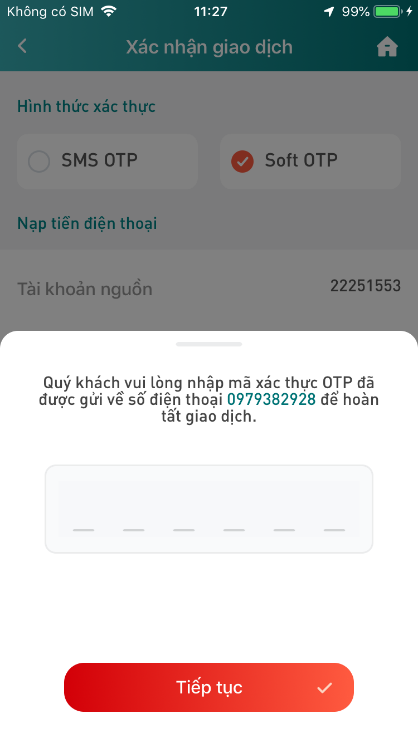 Không có SIM 11:27 99%
Xác nhận giao dịch
Hình thức xác thực
SMS OTP Soft OTP
Nạp tiền điện thoại
Tài khoản nguồn 22251553
Quý khách vui lòng nhập mã xác thực OTP đã
được gửi về số điện thoại 0979382928 để hoàn
tất giao dịch.
Tiếp tục